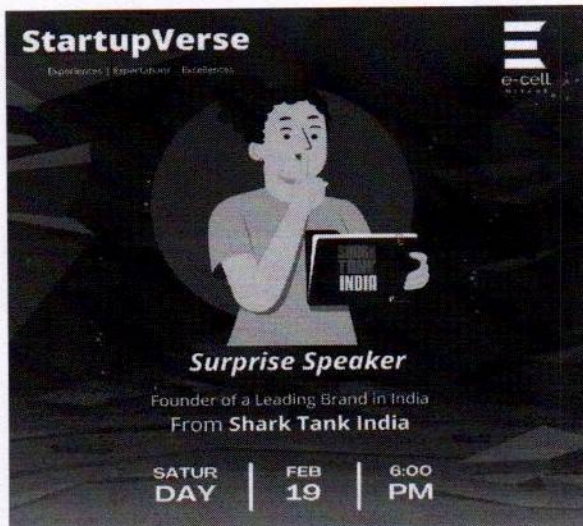 StartupVerse
Experiences | Expectations | Excellences
e-cell
SHARK
TANK
INDIA
Surprise Speaker
Founder of a Leading Brand in India
From Shark Tank India
SATUR
DAY
FEB
19
6:00
PM